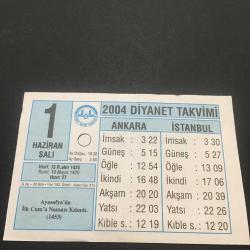 1
HAZİRAN
SALI
2004 DİYANET TAKVİMİ
ANKARA İSTANBUL
İmsak : 3 22 İmsak : 3 30
Güneş : 5 15 Güneş : 5 27
Öğle : 12 54 Öğle : 13 09
İkindi : 16 48 İkindi : 17 06
Akşam : 20 20 Akşam : 20 39
Yatsı : 22 03 Yatsı : 22 26
Kıble S.: 12 06 Kıble S.: 12 20
Ayasofya'da
İlk Cum'a Namazı Kılındı.
(1453)